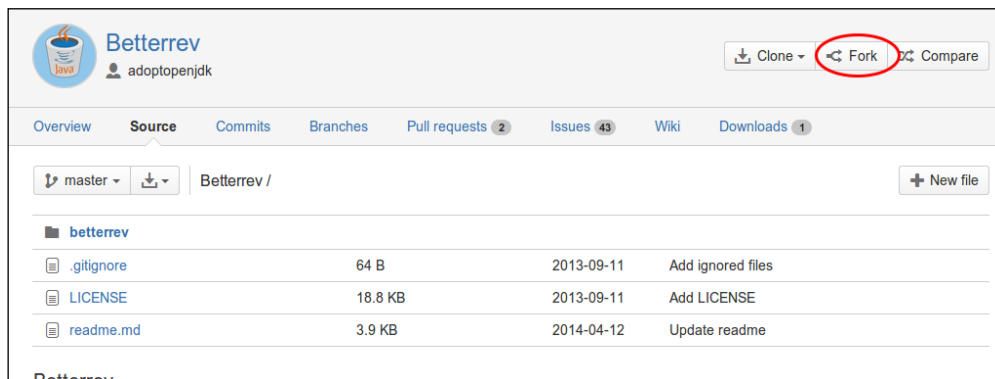 Betterrev
adoptopenjdk
Java
Clone Fork Compare
Overview Source Commits Branches Pull requests 2 Issues 43 Wiki Downloads 1
master Betterrev / New file
betterrev
.gitignore 64 B 2013-09-11 Add ignored files
LICENSE 18.8 KB 2013-09-11 Add LICENSE
readme.md 3.9 KB 2014-04-12 Update readme
Betterrev